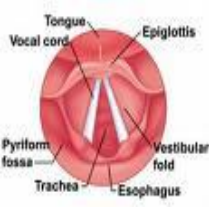 Tongue
Epiglottis
Vocal cord
Pyriform
fossa
Vestibular
fold
Trachea
Esophagus